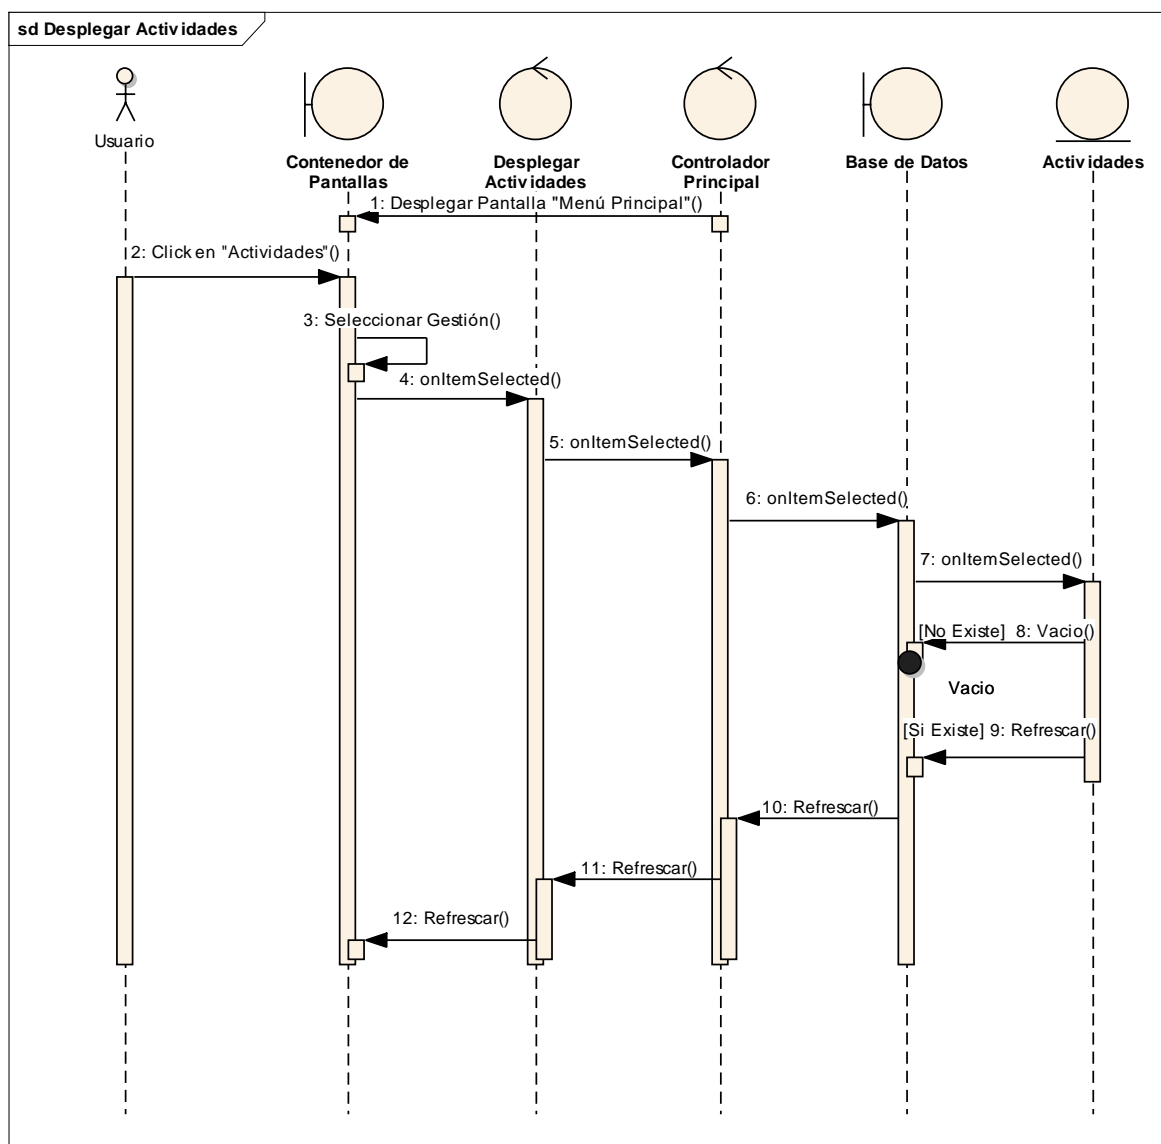 sd Desplegar Actividades
Usuario
Contenedor de
Pantallas
Desplegar
Actividades
Controlador
Principal
Base de Datos
Actividades
1: Desplegar Pantalla "Menú Principal"()
2: Click en "Actividades"()
3: Seleccionar Gestión()
4: onItemSelected()
5: onItemSelected()
6: onItemSelected()
7: onItemSelected()
[No Existe] 8: Vacio()
Vacio
[Si Existe] 9: Refrescar()
10: Refrescar()
11: Refrescar()
12: Refrescar()